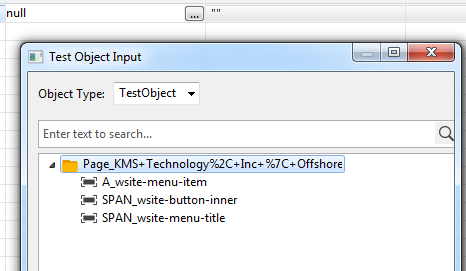 null ... ""
Test Object Input
Object Type: TestObject
Enter text to search...
Page_KMS+Technology%2C+Inc+%7C+Offshore
A_wsite-menu-item
SPAN_wsite-button-inner
SPAN_wsite-menu-title